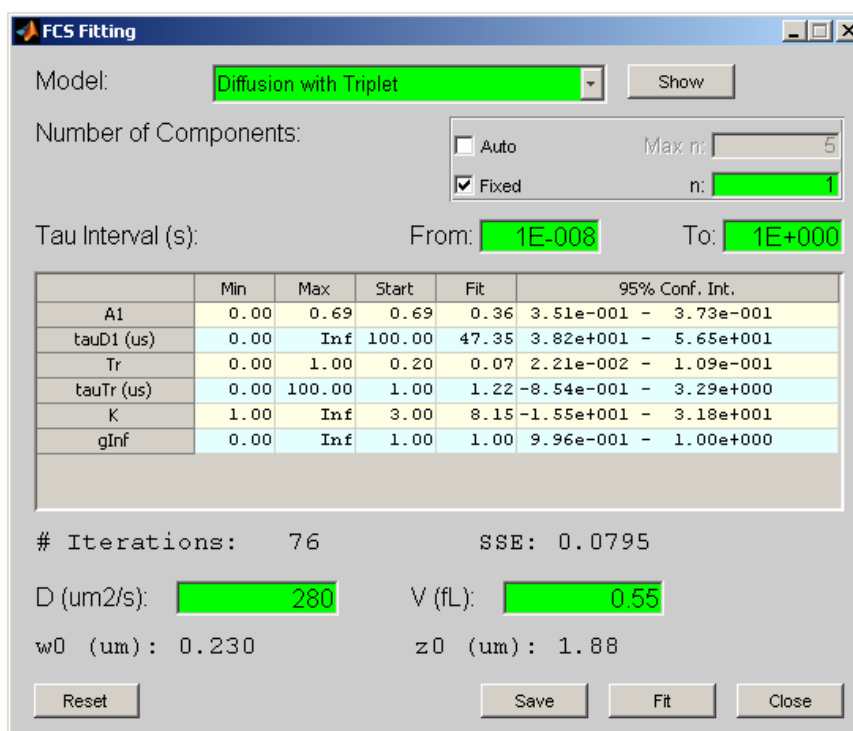 FCS Fitting
Model: Diffusion with Triplet Show
Number of Components: Auto Max n: 5
Fixed n: 1
Tau Interval (s): From: 1E-008 To: 1E+000
Min Max Start Fit 95% Conf. Int.
A1 0.00 0.69 0.69 0.36 3.51e-001 - 3.73e-001
tauD1 (us) 0.00 Inf 100.00 47.35 3.82e+001 - 5.65e+001
Tr 0.00 1.00 0.20 0.07 2.21e-002 - 1.09e-001
tauTr (us) 0.00 100.00 1.00 1.22 -8.54e-001 - 3.29e+000
K 1.00 Inf 3.00 8.15 -1.55e+001 - 3.18e+001
gInf 0.00 Inf 1.00 1.00 9.96e-001 - 1.00e+000
# Iterations: 76 SSE: 0.0795
D (um2/s): 280 V (fL): 0.55
w0 (um): 0.230 z0 (um): 1.88
Reset Save Fit Close